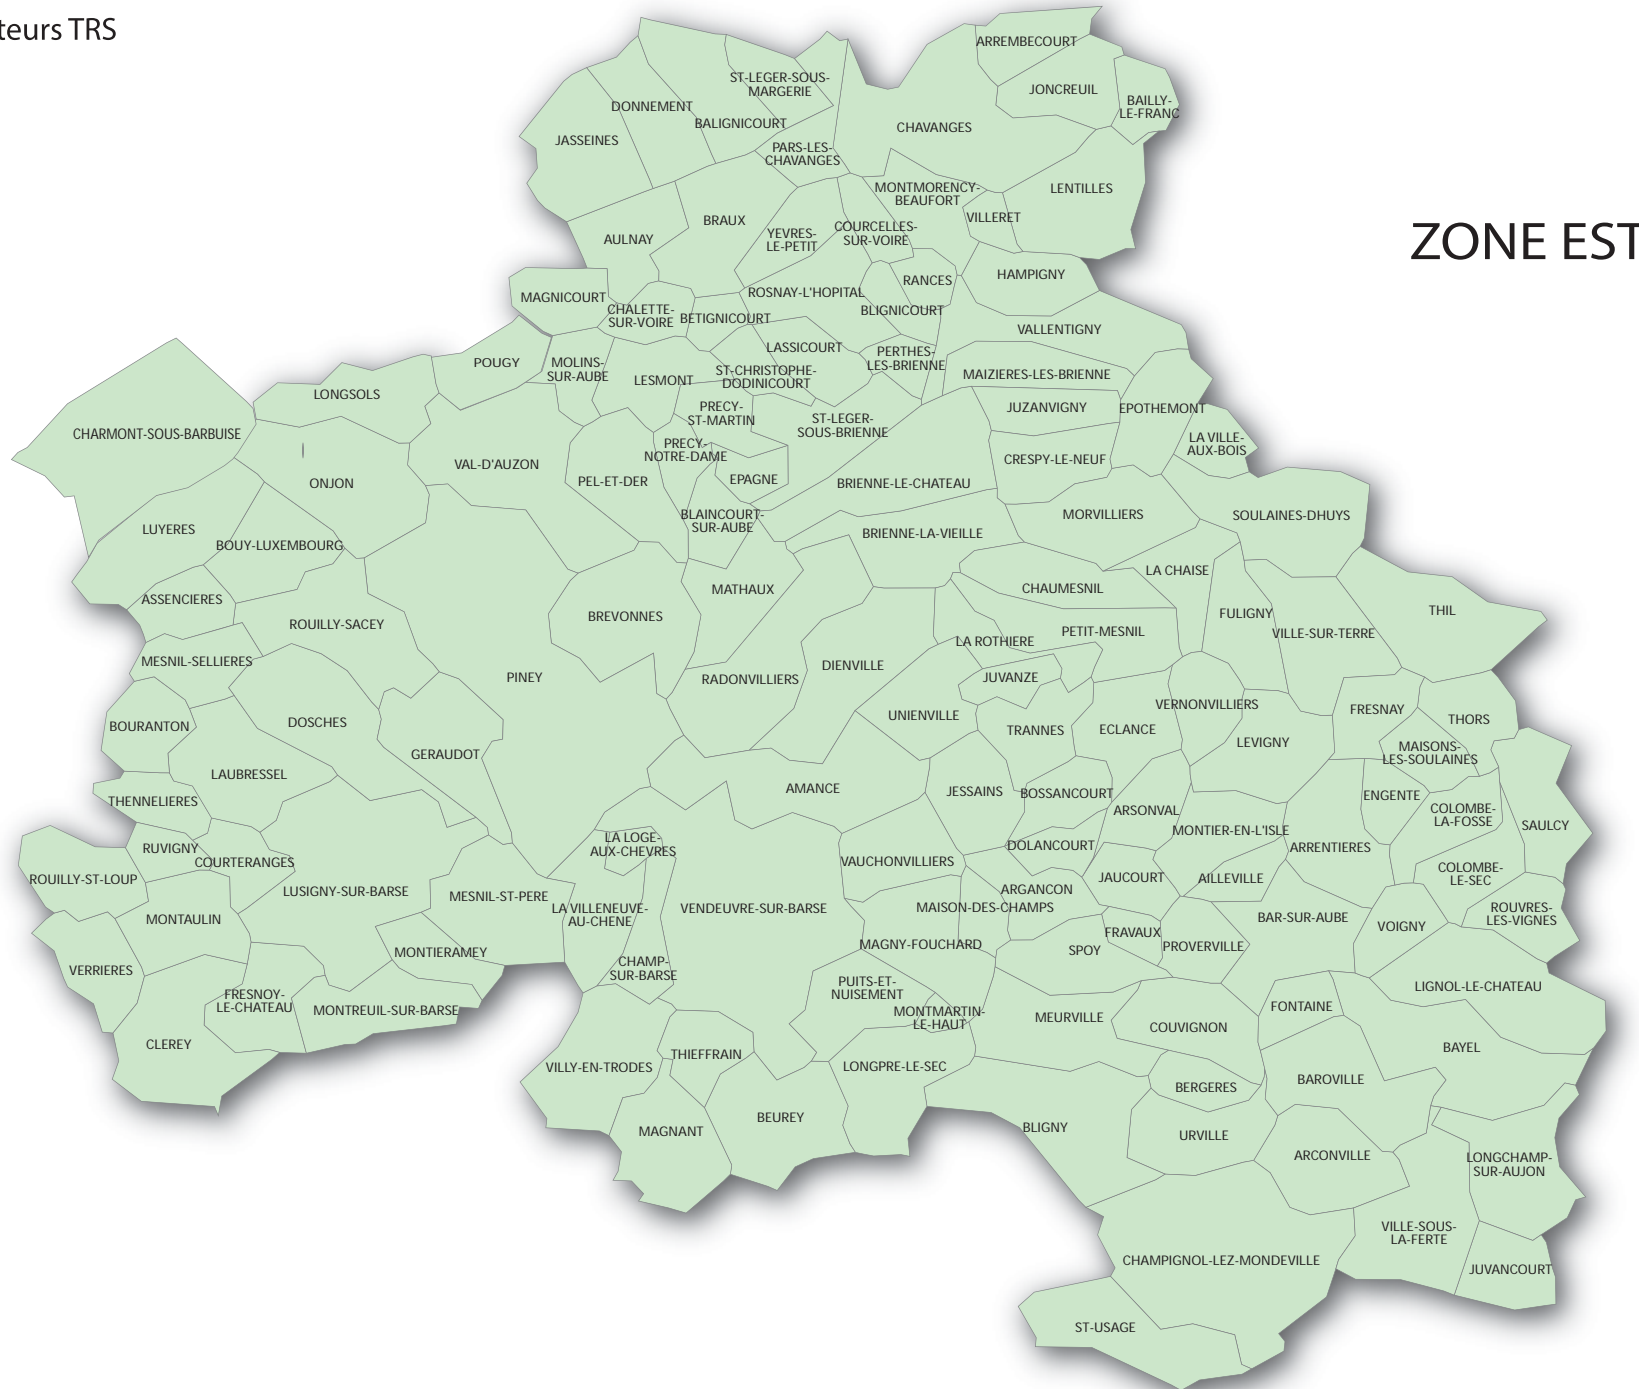 teurs TRS
ZONE EST
ARREMBECOURT
JONCREUIL
BAILLY-
LE-FRANC
ST-LEGER-SOUS-
MARGERIE
DONNEMENT
BALIGNICOURT
JASSEINES
CHAVANGES
PARS-LES-
CHAVANGES
LENTILLES
MONTMORENCY-
BEAUFORT
VILLERET
BRAUX
COURCELLES-
SUR-VOIRE
YEVRES-
LE-PETIT
AULNAY
HAMPIGNY
RANCES
ROSNAY-L'HOPITAL
MAGNICOURT
CHALETTE-
SUR-VOIRE
BETIGNICOURT
BLIGNICOURT
VALLENTIGNY
LASSICOURT
PERTHES-
LES-BRIENNE
POUGY
MOLINS-
SUR-AUBE
LESMONT
ST-CHRISTOPHE-
DODINICOURT
MAIZIERES-LES-BRIENNE
LONGSOLS
JUZANVIGNY
EPOTHEMONT
PRECY-
ST-MARTIN
ST-LEGER-
SOUS-BRIENNE
CHARMONT-SOUS-BARBUISE
LA VILLE-
AUX-BOIS
PRECY-
NOTRE-DAME
VAL-D'AUZON
CRESPY-LE-NEUF
ONJON
PEL-ET-DER
EPAGNE
BRIENNE-LE-CHATEAU
BLAINCOURT-
SUR-AUBE
MORVILLIERS
SOULAINES-DHUYS
LUYERES
BOUY-LUXEMBOURG
BRIENNE-LA-VIEILLE
LA CHAISE
ASSENCIERES
MATHAUX
CHAUMESNIL
ROUILLY-SACEY
BREVONNES
FULIGNY
THIL
VILLE-SUR-TERRE
LA ROTHIERE
PETIT-MESNIL
MESNIL-SELLIERES
PINEY
RADONVILLIERS
DIENVILLE
JUVANZE
BOURANTON
DOSCHES
UNIENVILLE
VERNONVILLIERS
FRESNAY
THORS
TRANNES
ECLANCE
LEVIGNY
GERAUDOT
MAISONS-
LES-SOULAINES
LAUBRESSEL
AMANCE
JESSAINS
BOSSANCOURT
ENGENTE
THENNELIERES
ARSONVAL
COLOMBE-
LA-FOSSE
SAULCY
MONTIER-EN-L'ISLE
RUVIGNY
COURTERANGES
LA LOGE-
AUX-CHEVRES
VAUCHONVILLIERS
DOLANCOURT
ARRENTIERES
ROUILLY-ST-LOUP
LUSIGNY-SUR-BARSE
MESNIL-ST-PERE
ARGANCON
JAUCOURT
AILLEVILLE
COLOMBE-
LE-SEC
MONTAULIN
LA VILLENEUVE-
AU-CHENE
VENDEUVRE-SUR-BARSE
MAISON-DES-CHAMPS
BAR-SUR-AUBE
VOIGNY
ROUVRES-
LES-VIGNES
MONTIERAMEY
MAGNY-FOUCHARD
SPOY
FRAVAUX
PROVERVILLE
VERRIERES
CHAMP-
SUR-BARSE
PUITS-ET-
NUISEMENT
LIGNOL-LE-CHATEAU
FRESNOY-
LE-CHATEAU
MONTREUIL-SUR-BARSE
MONTMARTIN-
LE-HAUT
MEURVILLE
COUVIGNON
FONTAINE
CLEREY
BAYEL
VILLY-EN-TRODES
THIEFFRAIN
LONGPRE-LE-SEC
BERGERES
BAROVILLE
MAGNANT
BEUREY
BLIGNY
URVILLE
ARCONVILLE
LONGCHAMP-
SUR-AUJON
VILLE-SOUS-
LA-FERTE
CHAMPIGNOL-LEZ-MONDEVILLE
JUVANCOURT
ST-USAGE